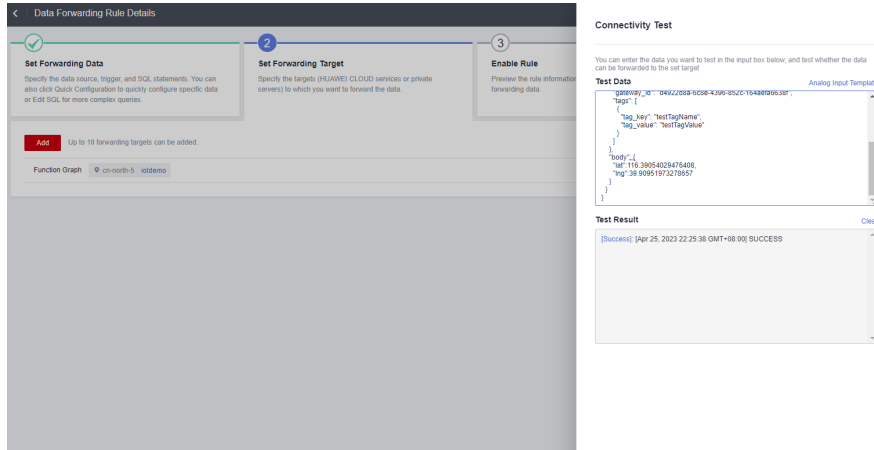 Data Forwarding Rule Details
2
3
Set Forwarding Data
Specify the data source, trigger, and SQL statements. You can
also click Quick Configuration to quickly configure specific data
or Edit SQL for more complex queries.
Set Forwarding Target
Specify the targets (HUAWEI CLOUD services or private
servers) to which you want to forward the data.
Enable Rule
Preview the rule information
forwarding data.
Add
Up to 10 forwarding targets can be added.
Function Graph
cn-north-5
iotdemo
Connectivity Test
You can enter the data you want to test in the input box below, and test whether the data
can be forwarded to the set target
Test Data
Analog Input Templat
"tags": [
{
"tag_key": "testTagName",
"tag_value": "testTagValue"
}
]
},
"body": {
"lat":116.39054029476408,
"lng":39.90951973278657
}
}
}
Test Result
Clea
[Success]: [Apr 25, 2023 22:25:38 GMT+08:00] SUCCESS